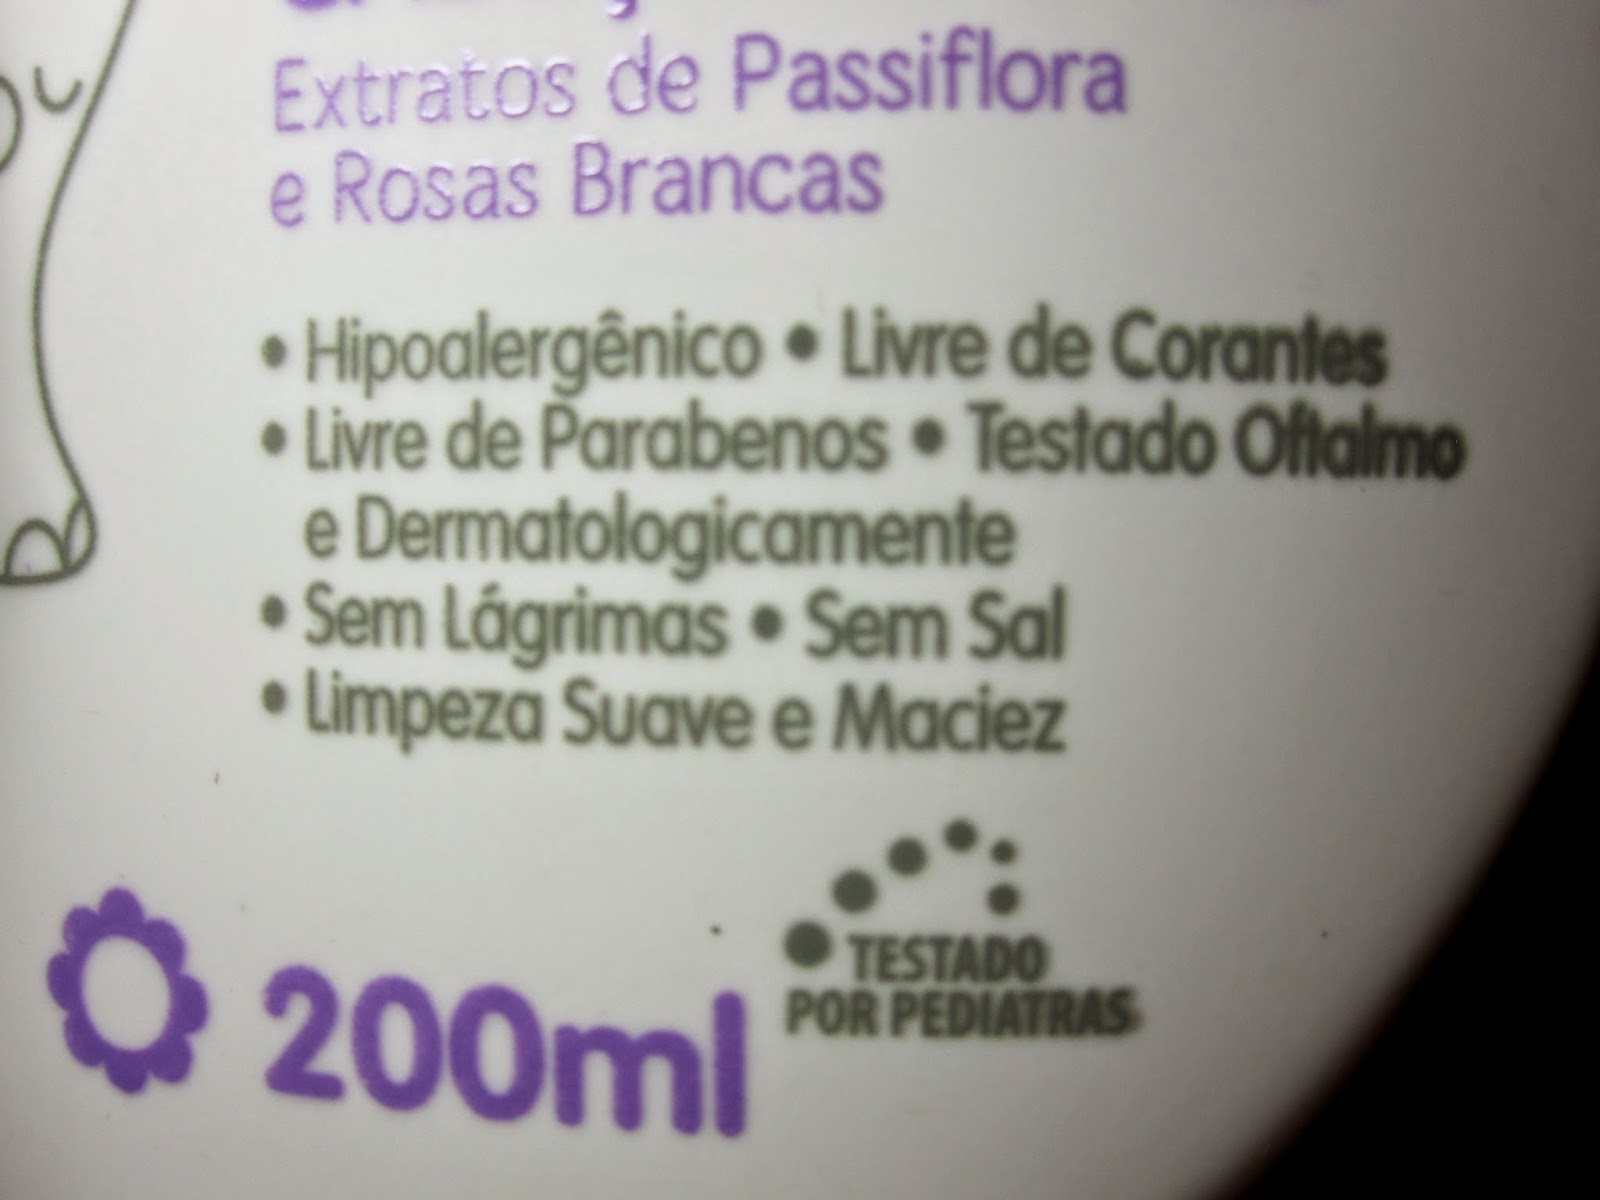 Extratos de Passiflora
e Rosas Brancas
• Hipoalergênico • Livre de Corantes
• Livre de Parabenos • Testado Oftalmo
e Dermatologicamente
• Sem Lágrimas • Sem Sal
• Limpeza Suave e Maciez
200ml
TESTADO
POR PEDIATRAS